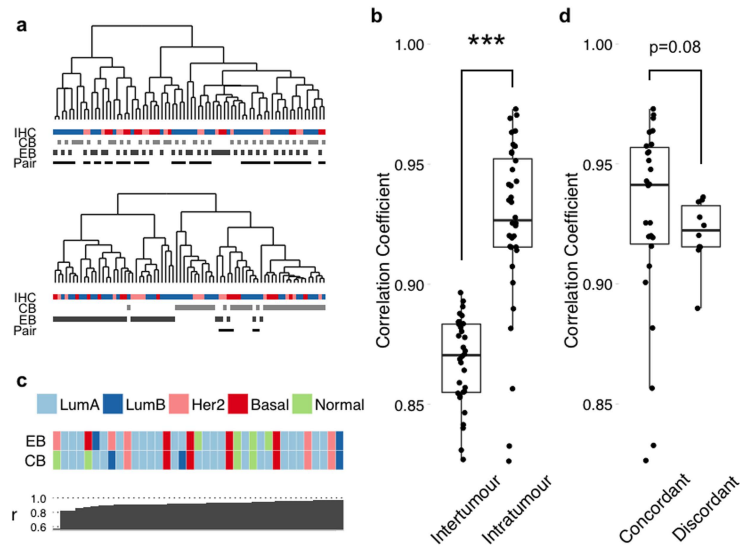 a
IHC
CB
EB
Pair
IHC
CB
EB
Pair
b
1.00
0.95
0.90
0.85
Correlation Coefficient
***
Intertumour
Intratumour
c
LumA LumB Her2 Basal Normal
EB
CB
r
1.0
0.8
0.6
d
1.00
0.95
0.90
0.85
Correlation Coefficient
p=0.08
Concordant
Discordant